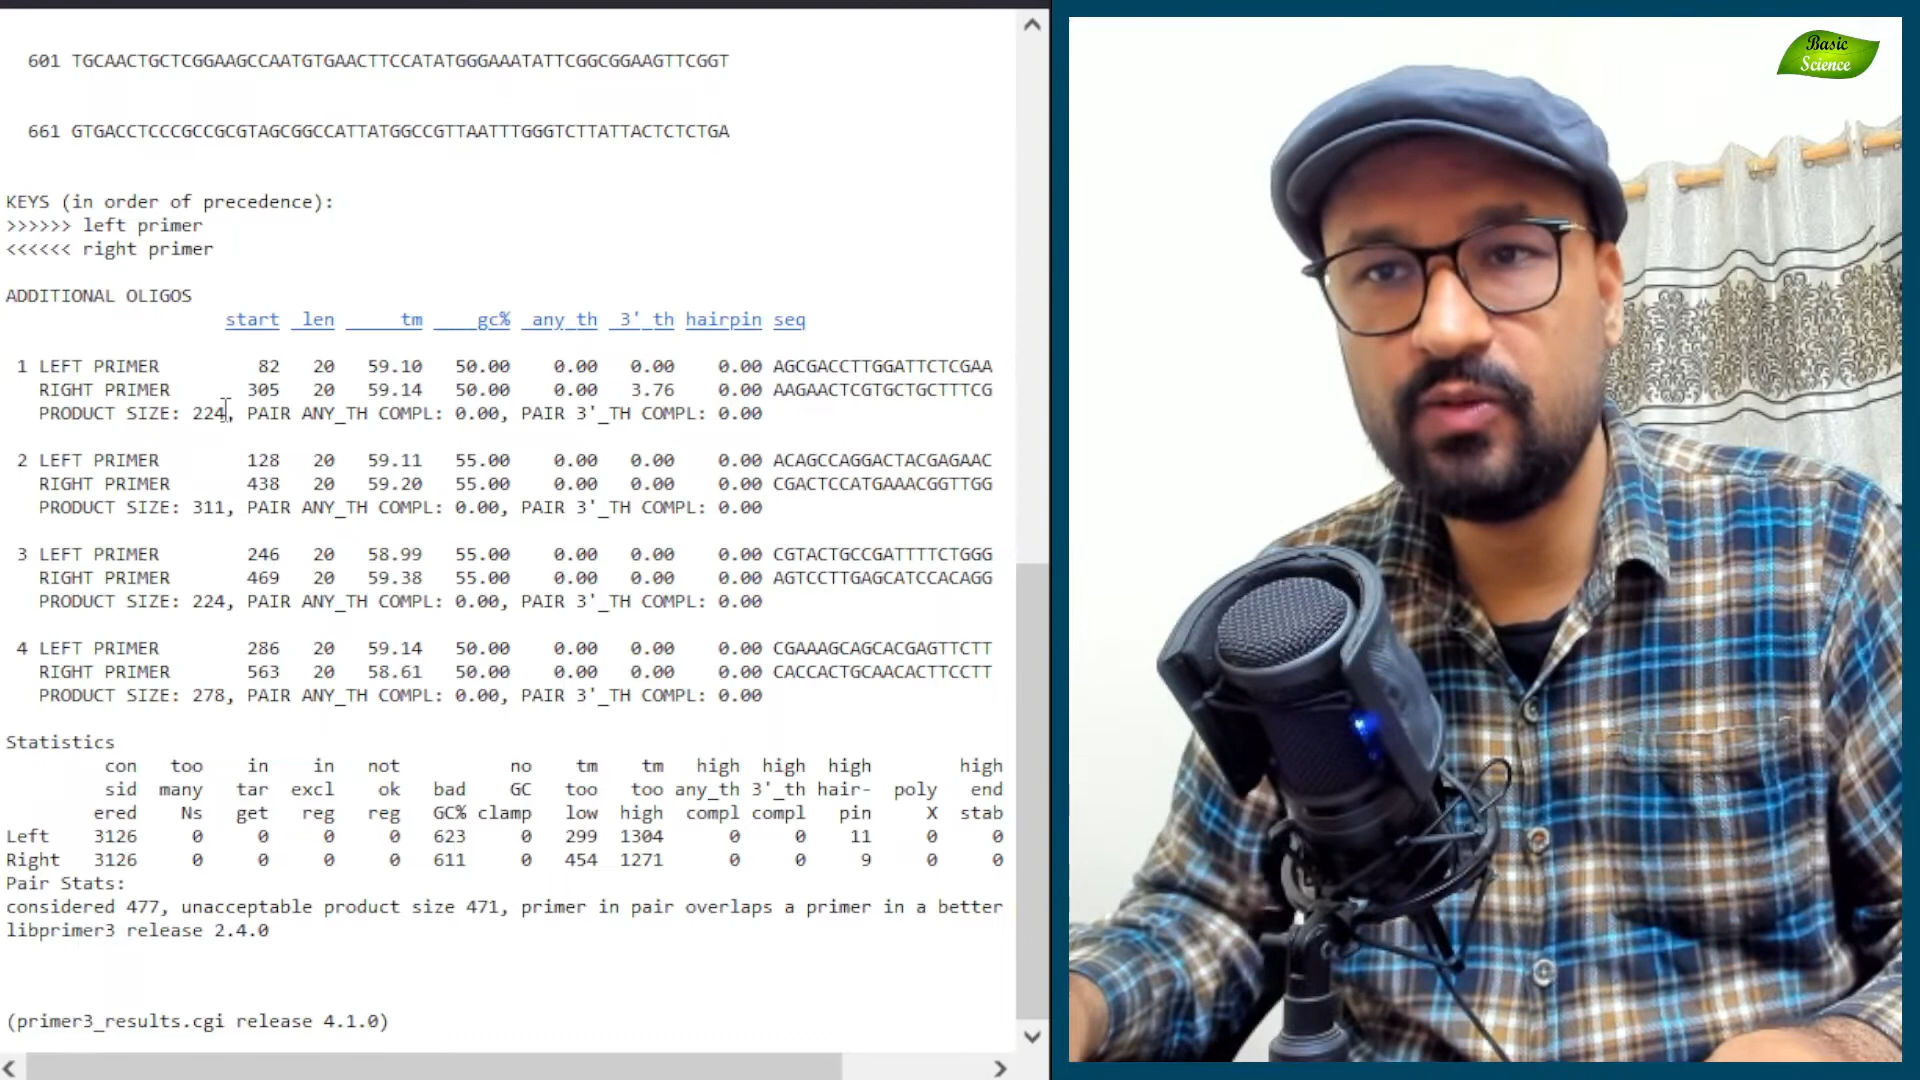 601 TGCAACTGCTCGGAAGCCAATGTGAACTTCCATATGGGAAATATTCGGCGGAAGTTCGGT
661 GTGACCTCCCGCCGCGTAGCGGCCATTATGGCCGTTAATTTGGGTCTTATTACTCTCTGA
KEYS (in order of precedence):
>>>>>> left primer
<<<<<< right primer
ADDITIONAL OLIGOS
start len tm gc% any_th 3'_th hairpin seq
1 LEFT PRIMER 82 20 59.10 50.00 0.00 0.00 0.00 AGCGACCTTGGATTCTCGAA
RIGHT PRIMER 305 20 59.14 50.00 0.00 3.76 0.00 AAGAACTCGTGCTGCTTTCG
PRODUCT SIZE: 224, PAIR ANY_TH COMPL: 0.00, PAIR 3'_TH COMPL: 0.00
2 LEFT PRIMER 128 20 59.11 55.00 0.00 0.00 0.00 ACAGCCAGGACTACGAGAAC
RIGHT PRIMER 438 20 59.20 55.00 0.00 0.00 0.00 CGACTCCATGAAACGGTTGG
PRODUCT SIZE: 311, PAIR ANY_TH COMPL: 0.00, PAIR 3'_TH COMPL: 0.00
3 LEFT PRIMER 246 20 58.99 55.00 0.00 0.00 0.00 CGTACTGCCGATTTTCTGGG
RIGHT PRIMER 469 20 59.38 55.00 0.00 0.00 0.00 AGTCCTTGAGCATCCACAGG
PRODUCT SIZE: 224, PAIR ANY_TH COMPL: 0.00, PAIR 3'_TH COMPL: 0.00
4 LEFT PRIMER 286 20 59.14 50.00 0.00 0.00 0.00 CGAAAGCAGCACGAGTTCTT
RIGHT PRIMER 563 20 58.61 50.00 0.00 0.00 0.00 CACCACTGCAACACTTCCTT
PRODUCT SIZE: 278, PAIR ANY_TH COMPL: 0.00, PAIR 3'_TH COMPL: 0.00
Statistics
con too in in not no tm tm high high high high
sid many tar excl ok bad GC too too any_th 3'_th hair- poly end
ered Ns get reg reg GC% clamp low high compl compl pin X stab
Left 3126 0 0 0 0 623 0 299 1304 0 0 11 0 0
Right 3126 0 0 0 0 611 0 454 1271 0 0 9 0 0
Pair Stats:
considered 477, unacceptable product size 471, primer in pair overlaps a primer in a better
libprimer3 release 2.4.0
(primer3_results.cgi release 4.1.0)
Basic
Science